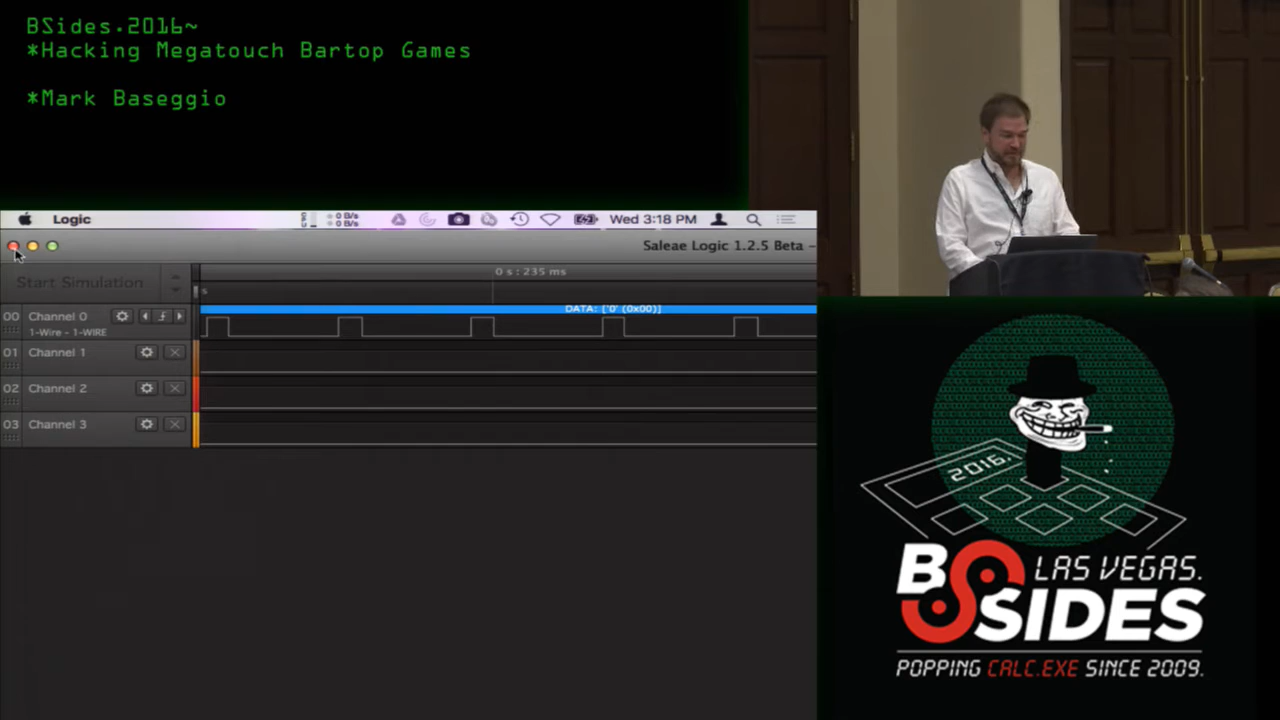 BSides.2016~
*Hacking Megatouch Bartop Games
*Mark Baseggio
Logic
0 B/s
0 B/s
Wed 3:18 PM
Saleae Logic 1.2.5 Beta –
Start Simulation
0 s : 235 ms
s
00 Channel 0
DATA: ['0' (0x00)]
1-Wire - 1-WIRE
01 Channel 1
02 Channel 2
03 Channel 3
2016.
BSIDES
LAS VEGAS.
POPPING CALC.EXE SINCE 2009.